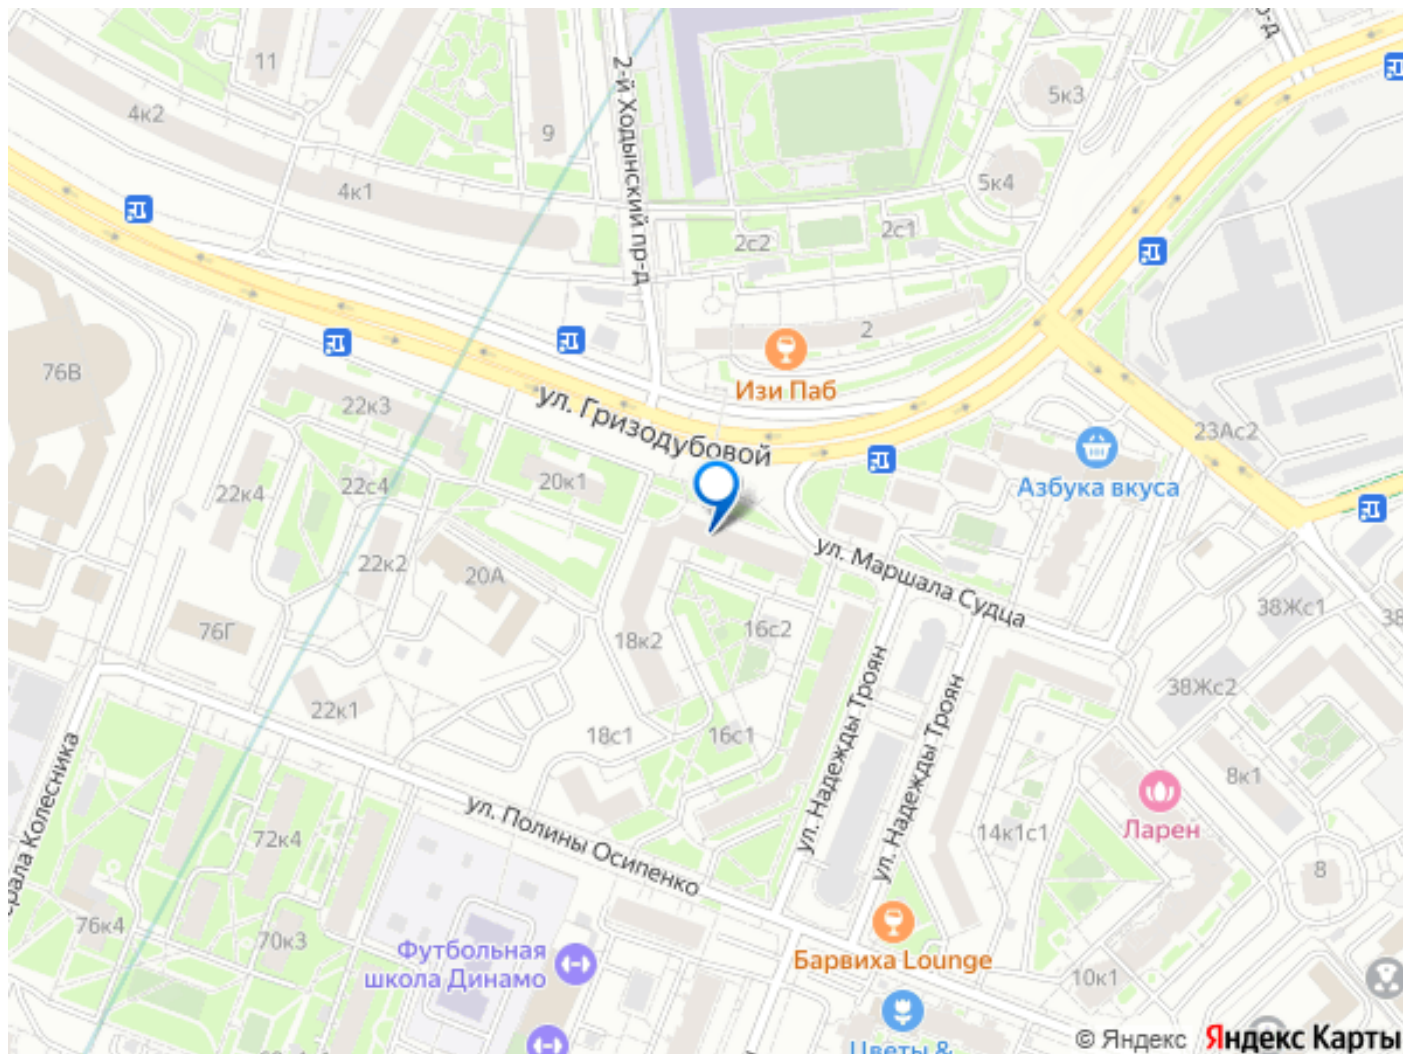 11
4к2
9
4к1
2-й Ходынский пр-д
5к3
5к4
2с2
2с1
2
Изи Паб
76В
22к3
ул. Гризодубовой
23Ас2
Азбука вкуса
22к4
22с4
20к1
22к2
20А
ул. Маршала Судца
38Жс1
76Г
18к2
16с2
38Жс2
22к1
18с1
16с1
ул. Надежды Троян
ул. Надежды Троян
8к1
Ларен
14к1с1
ул. Полины Осипенко
72к4
8
76к4
70к3
Футбольная
школа Динамо
Барвиха Lounge
10к1
Цветы &
© Яндекс Яндекс Карты